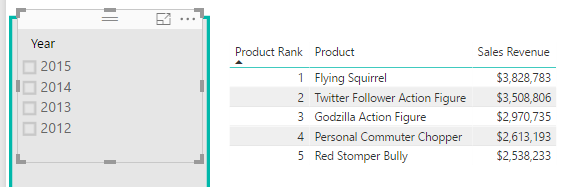 Year
2015
2014
2013
2012
Product Rank Product Sales Revenue
1 Flying Squirrel $3,828,783
2 Twitter Follower Action Figure $3,508,806
3 Godzilla Action Figure $2,970,735
4 Personal Commuter Chopper $2,613,193
5 Red Stomper Bully $2,538,233